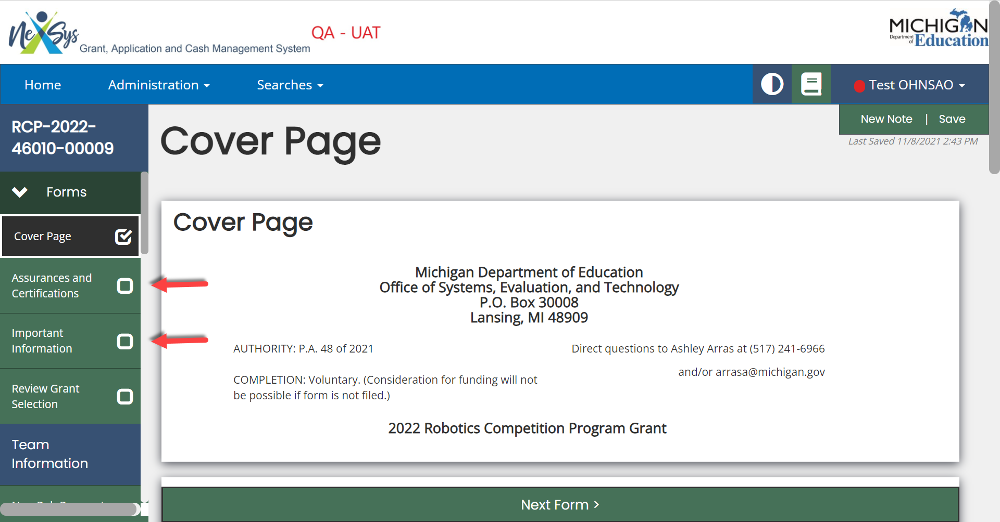 NexSys
Grant, Application and Cash Management System
QA - UAT
MICHIGAN
Department of Education
Home
Administration
Searches
Test OHNSAO
RCP-2022-
46010-00009
New Note | Save
Last Saved 11/8/2021 2:43 PM
Cover Page
Forms
Cover Page
Assurances and
Certifications
Important
Information
Review Grant
Selection
Team
Information
Cover Page
Michigan Department of Education
Office of Systems, Evaluation, and Technology
P.O. Box 30008
Lansing, MI 48909
AUTHORITY: P.A. 48 of 2021
Direct questions to Ashley Arras at (517) 241-6966
and/or arrasa@michigan.gov
COMPLETION: Voluntary. (Consideration for funding will not
be possible if form is not filed.)
2022 Robotics Competition Program Grant
Next Form >